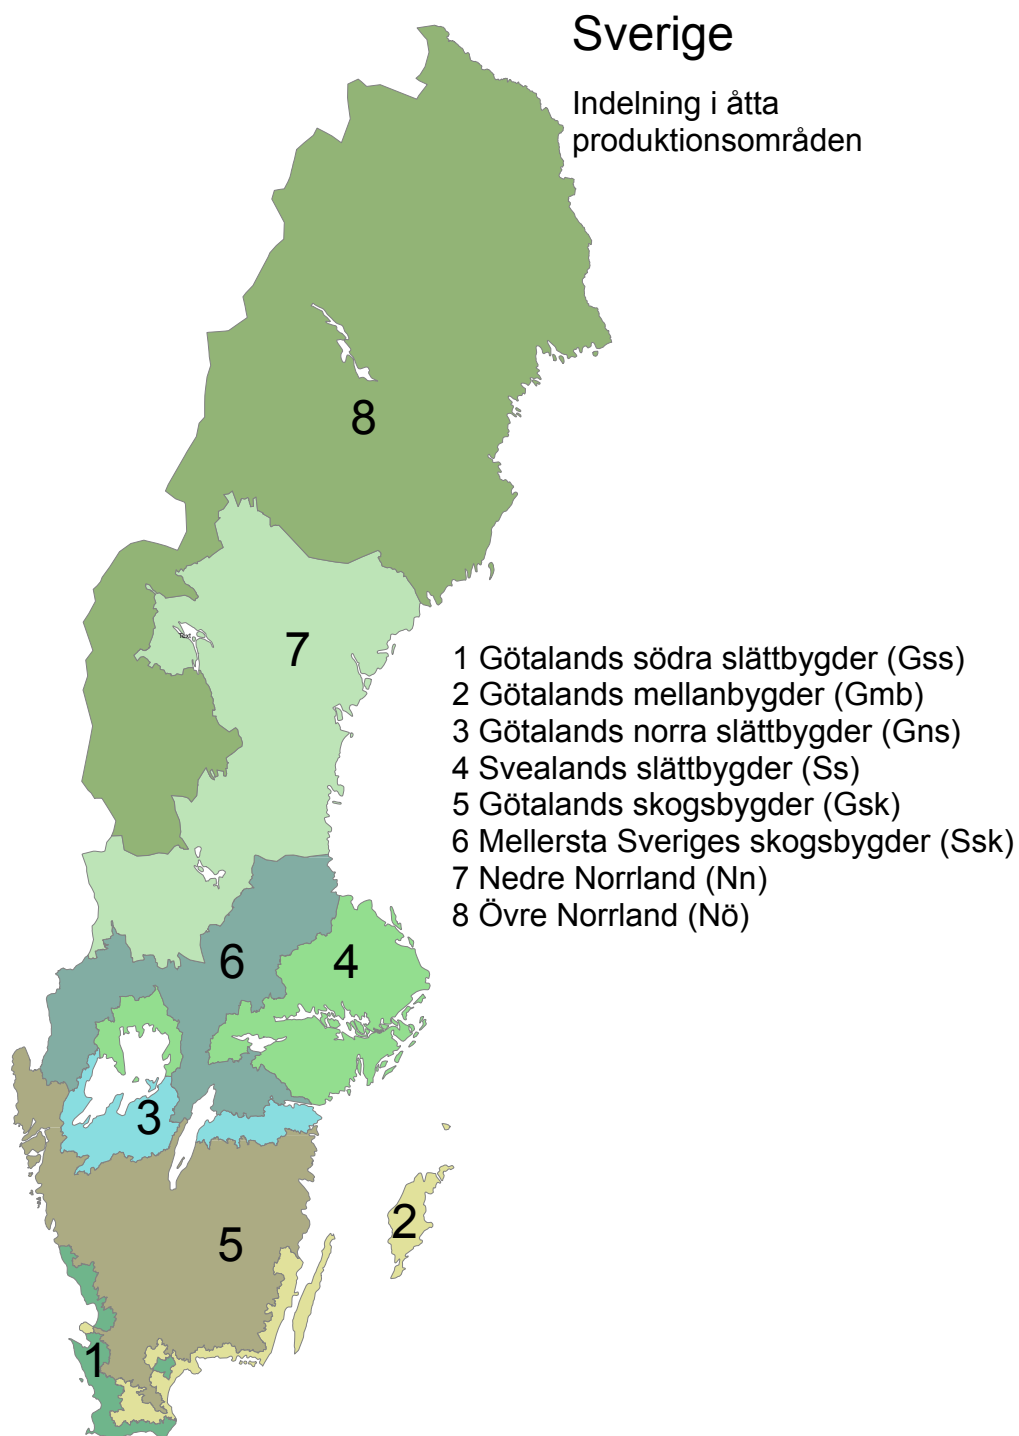 Sverige
Indelning i åtta
produktionsområden
8
7
1 Götalands södra slättbygder (Gss)
2 Götalands mellanbygder (Gmb)
3 Götalands norra slättbygder (Gns)
4 Svealands slättbygder (Ss)
5 Götalands skogsbygder (Gsk)
6 Mellersta Sveriges skogsbygder (Ssk)
7 Nedre Norrland (Nn)
8 Övre Norrland (Nö)
6
4
3
2
5
1